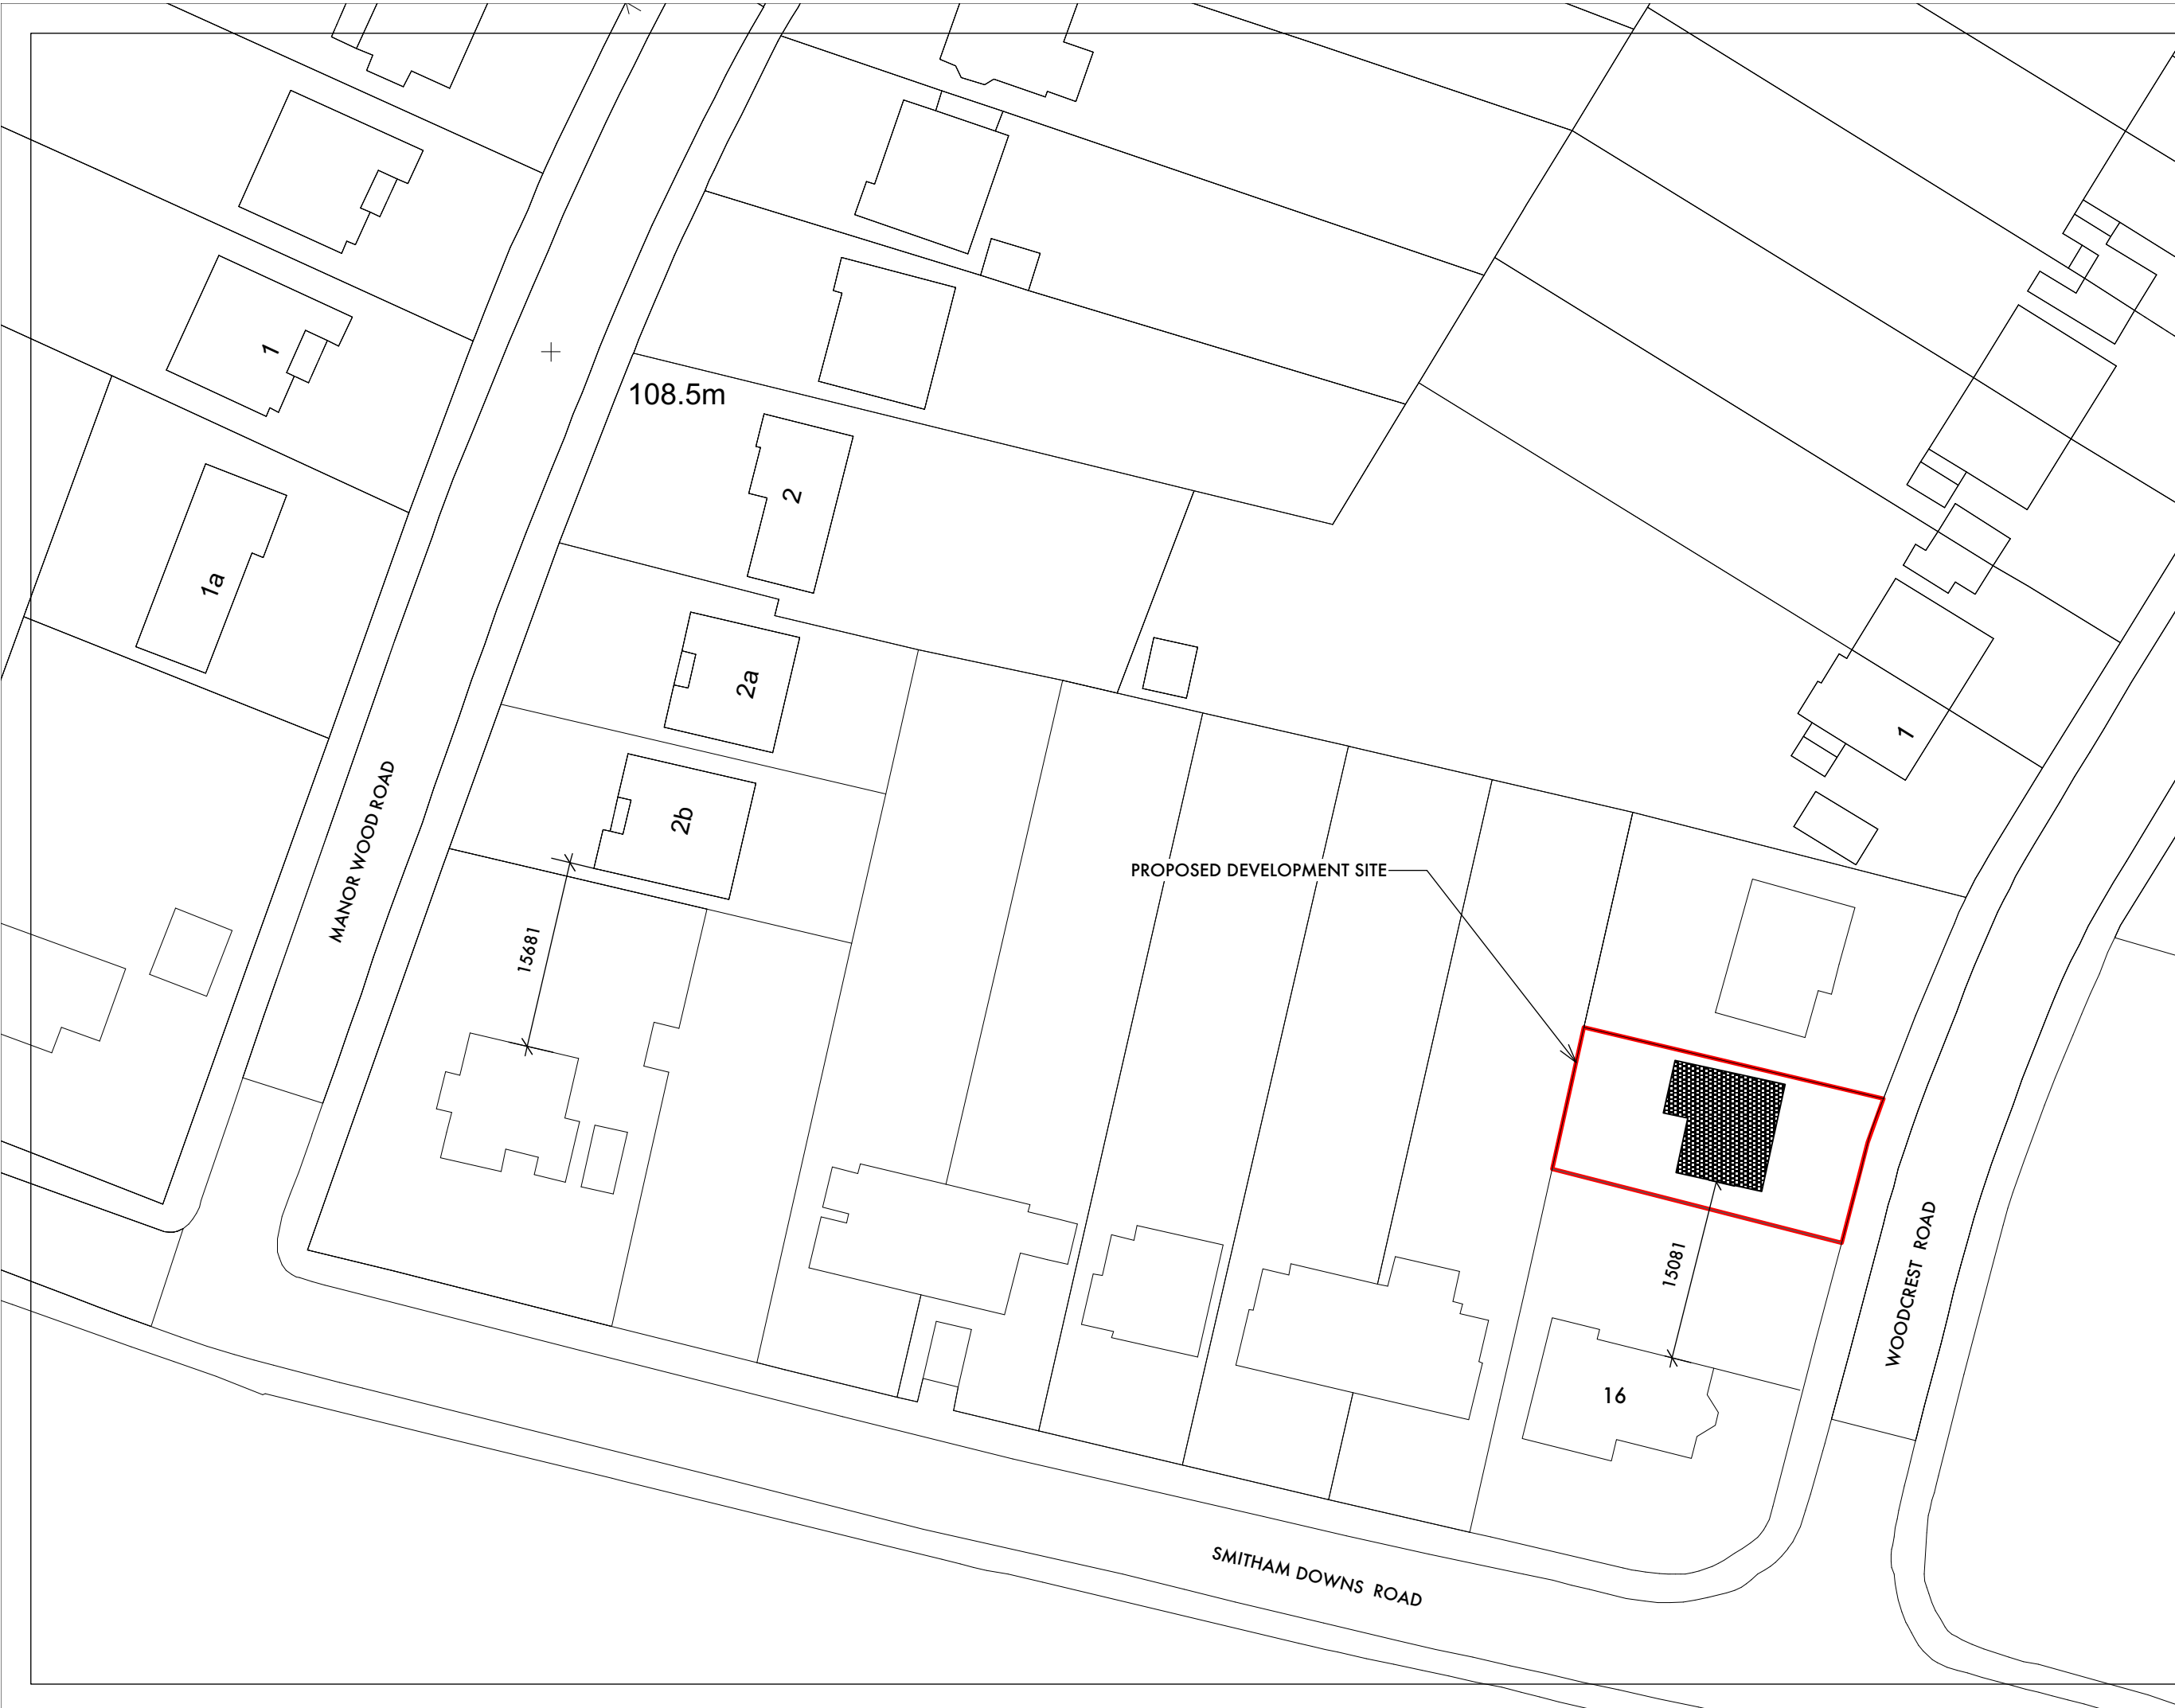 1
108.5m
2
1a
2a
1
2b
MANOR WOOD ROAD
PROPOSED DEVELOPMENT SITE
15681
15081
WOODCREST ROAD
16
SMITHAM DOWNS ROAD